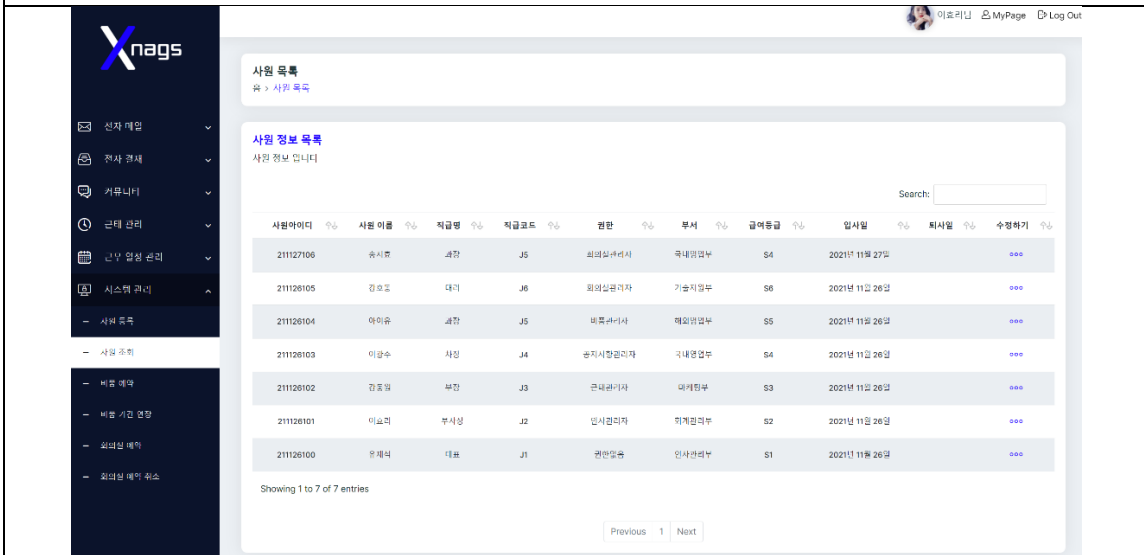 이효리님 MyPage Log Out
Xnags
사원 목록
홈 > 사원 목록
전자 메일
전자 결재
커뮤니티
근태 관리
근무 일정 관리
시스템 관리
사원 등록
사원 조회
비품 예약
비품 기간 연장
회의실 예약
회의실 예약 취소
사원 정보 목록
사원 정보 입니다
Search:
사원아이디 사원 이름 직급명 직급코드 권한 부서 급여등급 입사일 퇴사일 수정하기
211127106 송지효 과장 J5 회의실관리자 국내영업부 S4 2021년 11월 27일
211126105 강호동 대리 J6 회의실관리자 기술지원부 S6 2021년 11월 26일
211126104 아이유 과장 J5 비품관리자 해외영업부 S5 2021년 11월 26일
211126103 이광수 차장 J4 공지사항관리자 국내영업부 S4 2021년 11월 26일
211126102 강동원 부장 J3 근태관리자 마케팅부 S3 2021년 11월 26일
211126101 이효리 부사장 J2 인사관리자 회계관리부 S2 2021년 11월 26일
211126100 유재석 대표 J1 권한없음 인사관리부 S1 2021년 11월 26일
Showing 1 to 7 of 7 entries
Previous 1 Next